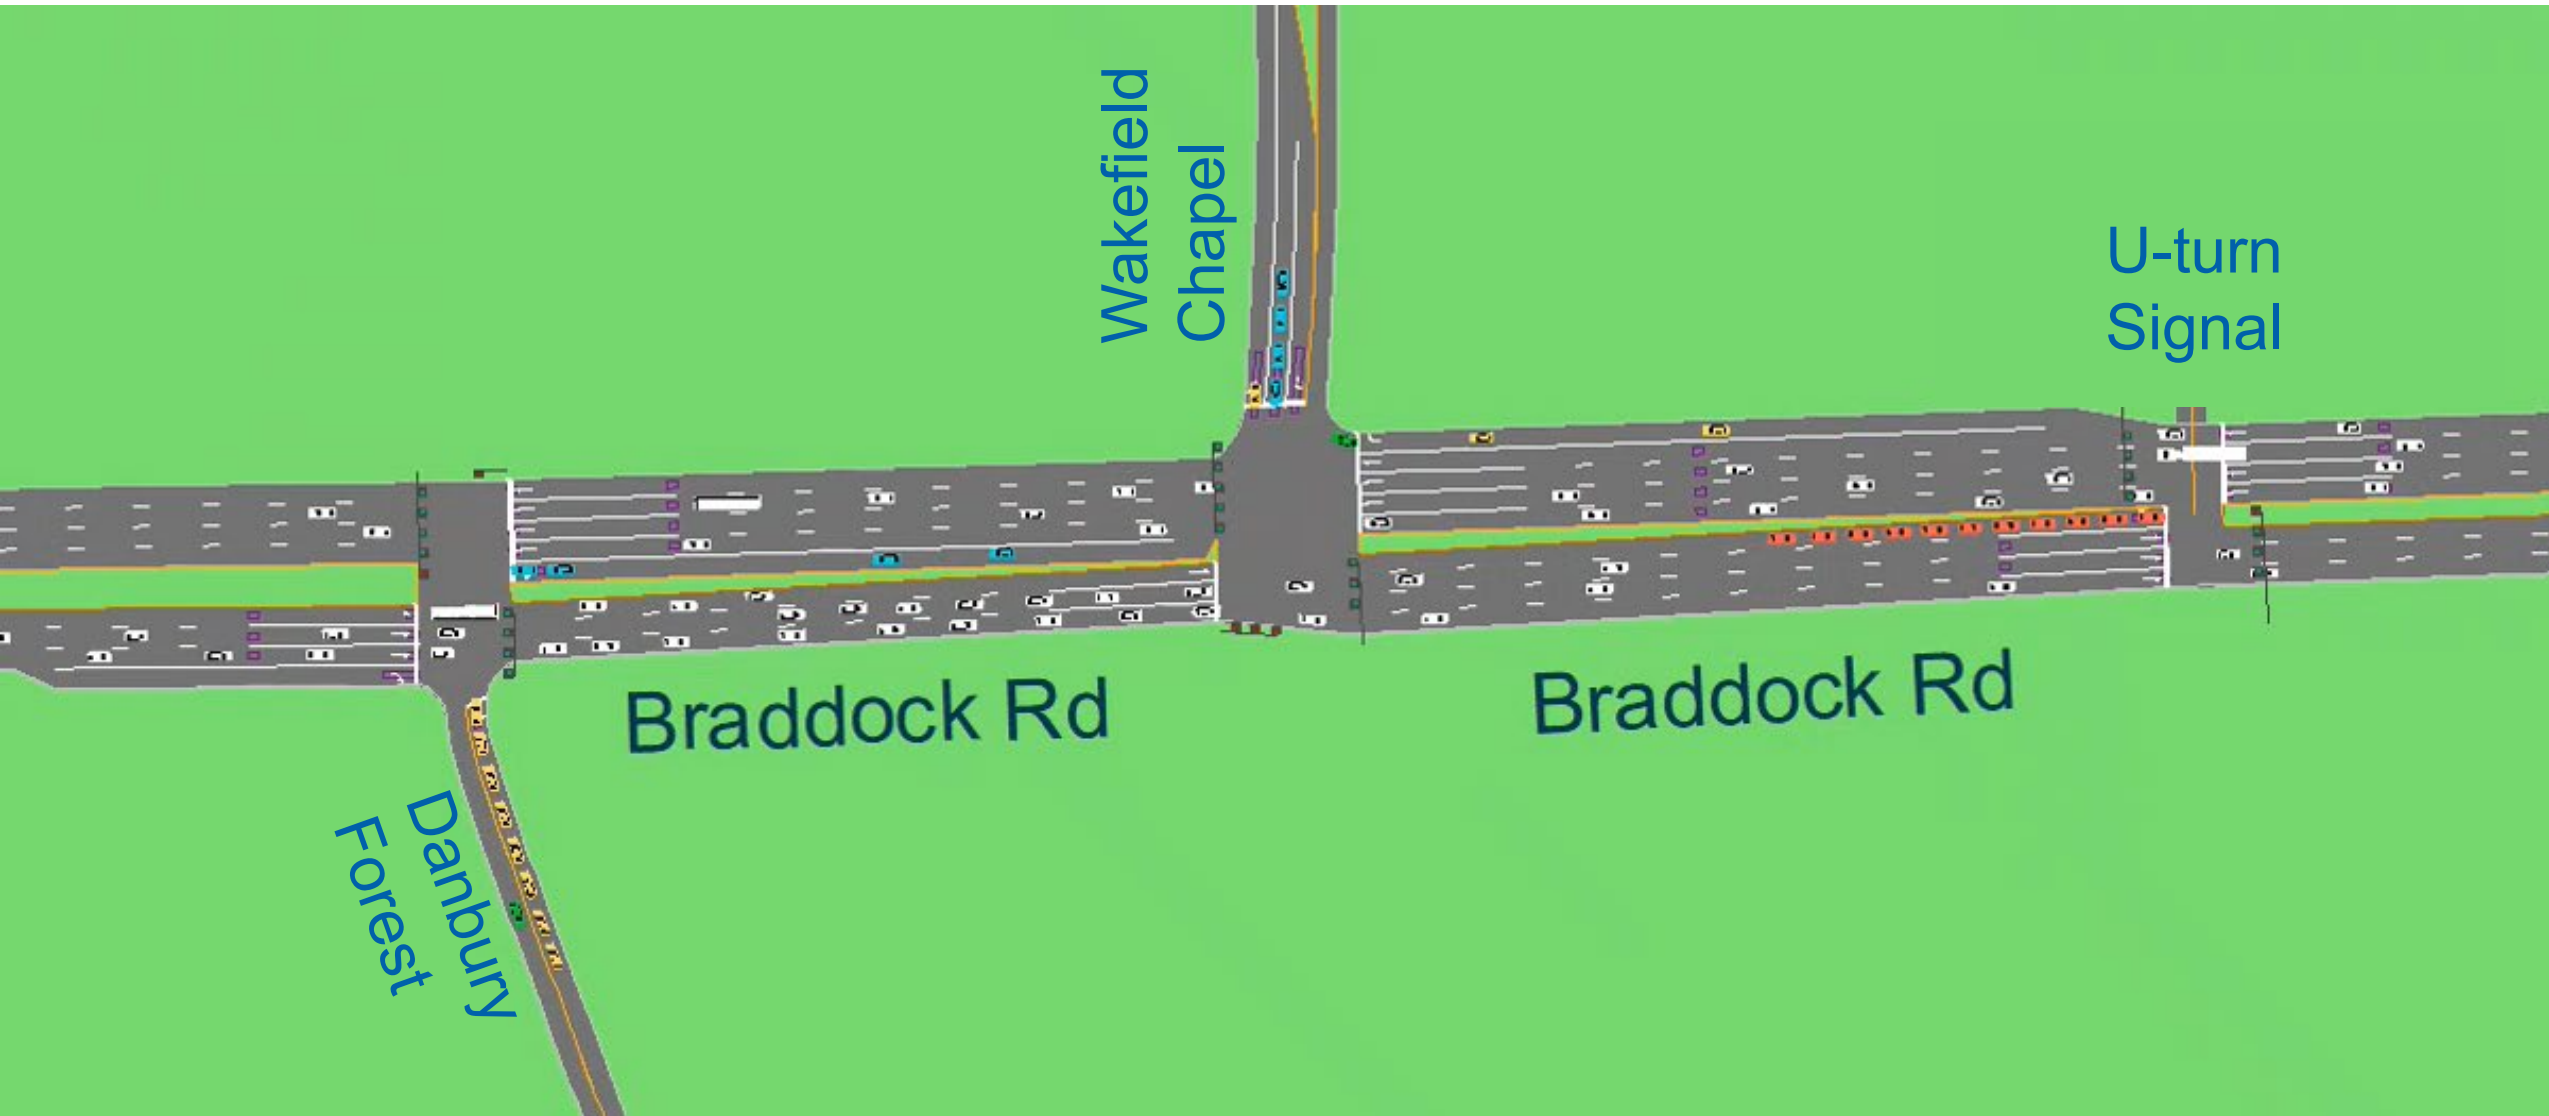 Wakefield
Chapel
U-turn
Signal
Braddock Rd
Braddock Rd
Danbury
Forest